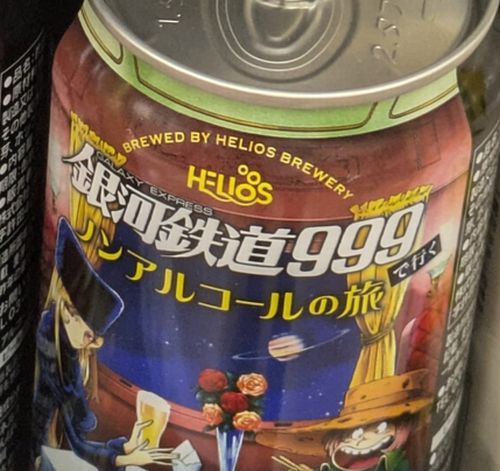 BREWED BY HELIOS BREWERY
HELIOS
GALAXY EXPRESS
銀河鉄道999
で行く
ノンアルコールの旅